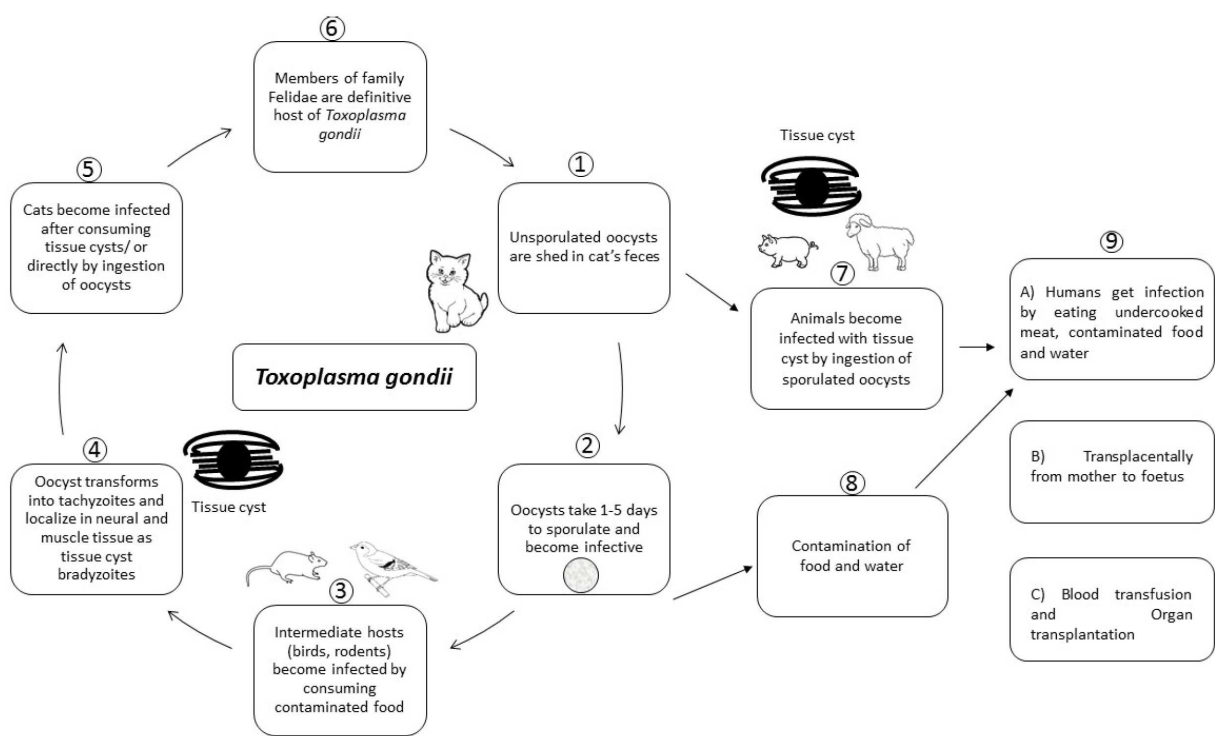 6
Members of family
Felidae are definitive
host of Toxoplasma
gondii
1
Unsporulated oocysts
are shed in cat's feces
5
Cats become infected
after consuming
tissue cysts/ or
directly by ingestion
of oocysts
Tissue cyst
7
Animals become
infected with tissue
cyst by ingestion of
sporulated oocysts
9
A) Humans get infection
by eating undercooked
meat, contaminated food
and water
Toxoplasma gondii
4
Oocyst transforms
into tachyzoites and
localize in neural and
muscle tissue as
tissue cyst
bradyzoites
Tissue cyst
2
Oocysts take 1-5 days
to sporulate and
become infective
8
Contamination of
food and water
B) Transplacentally
from mother to foetus
3
Intermediate hosts
(birds, rodents)
become infected by
consuming
contaminated food
C) Blood transfusion
and Organ
transplantation